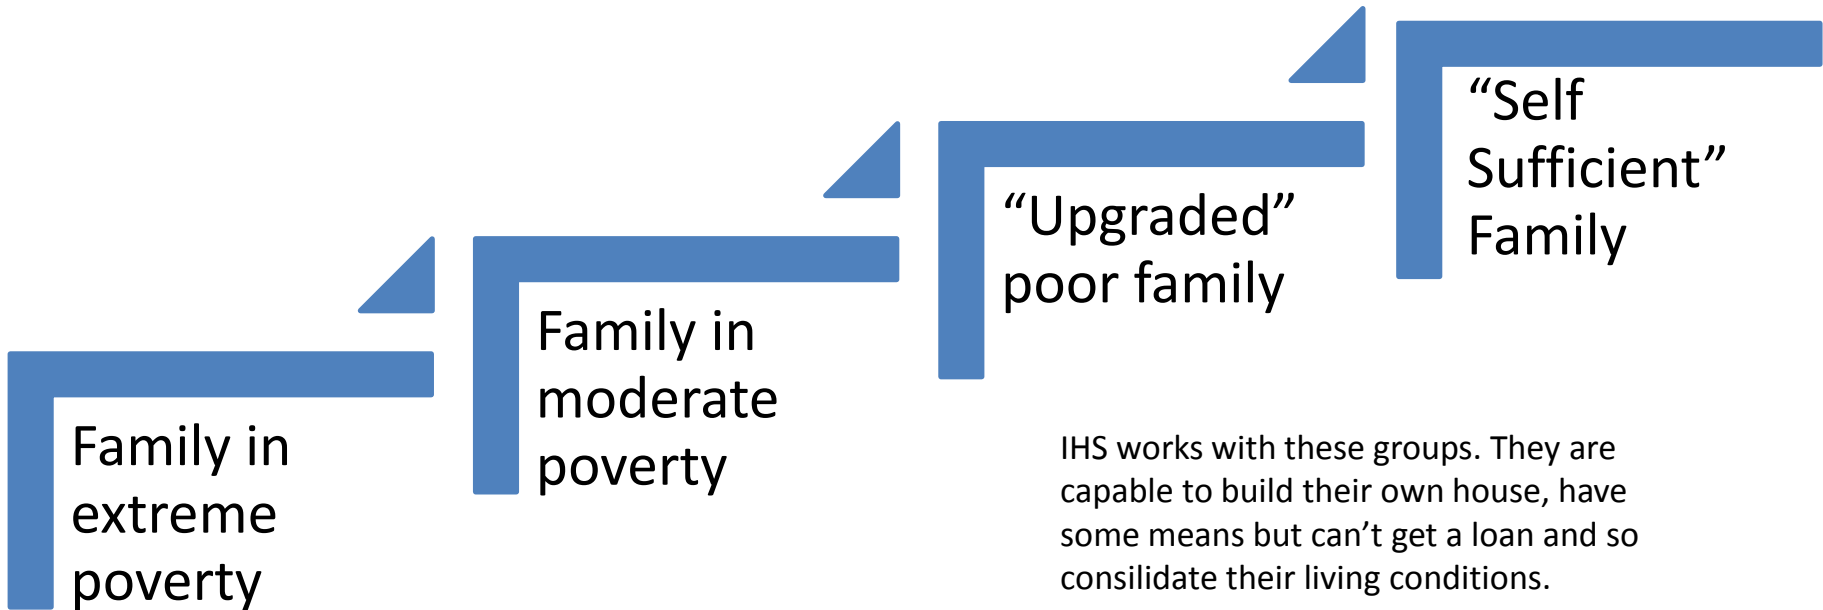 Family in
extreme
poverty
Family in
moderate
poverty
“Upgraded”
poor family
“Self
Sufficient”
Family
IHS works with these groups. They are
capable to build their own house, have
some means but can’t get a loan and so
consilidate their living conditions.